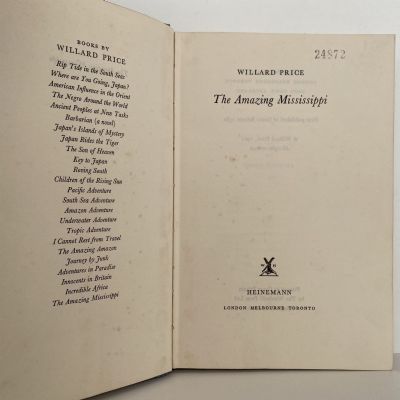 BOOKS BY
WILLARD PRICE
Rip Tide in the South Seas
Where are You Going, Japan?
American Influence in the Orient
The Negro Around the World
Ancient Peoples at New Tasks
Barbarian (a novel)
Japan's Islands of Mystery
Japan Rides the Tiger
The Son of Heaven
Key to Japan
Roving South
Children of the Rising Sun
Pacific Adventure
South Sea Adventure
Amazon Adventure
Underwater Adventure
Tropic Adventure
I Cannot Rest from Travel
The Amazing Amazon
Journey by Junk
Adventures in Paradise
Innocents in Britain
Incredible Africa
The Amazing Mississippi
24872
WILLARD PRICE
The Amazing Mississippi
W H
HEINEMANN
LONDON MELBOURNE TORONTO